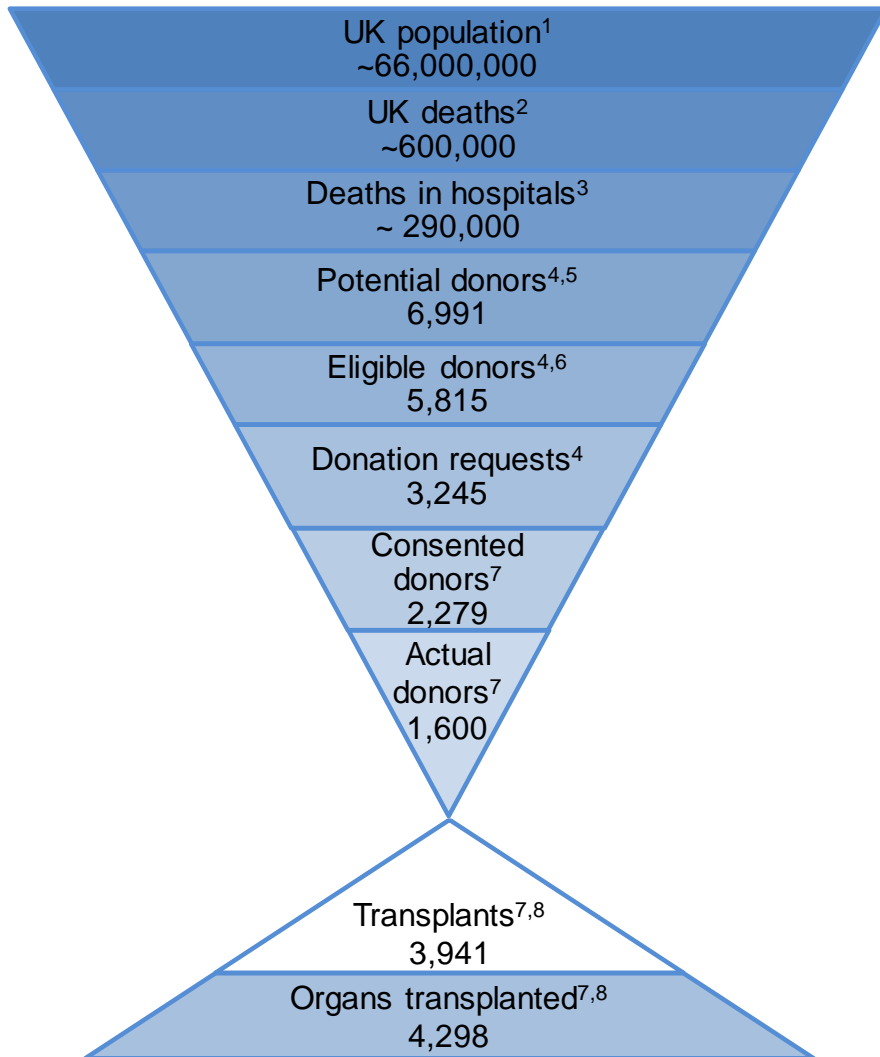 UK population¹
~66,000,000
UK deaths²
~600,000
Deaths in hospitals³
~ 290,000
Potential donors⁴,⁵
6,991
Eligible donors⁴,⁶
5,815
Donation requests⁴
3,245
Consented
donors⁷
2,279
Actual
donors⁷
1,600
Transplants⁷,⁸
3,941
Organs transplanted⁷,⁸
4,298